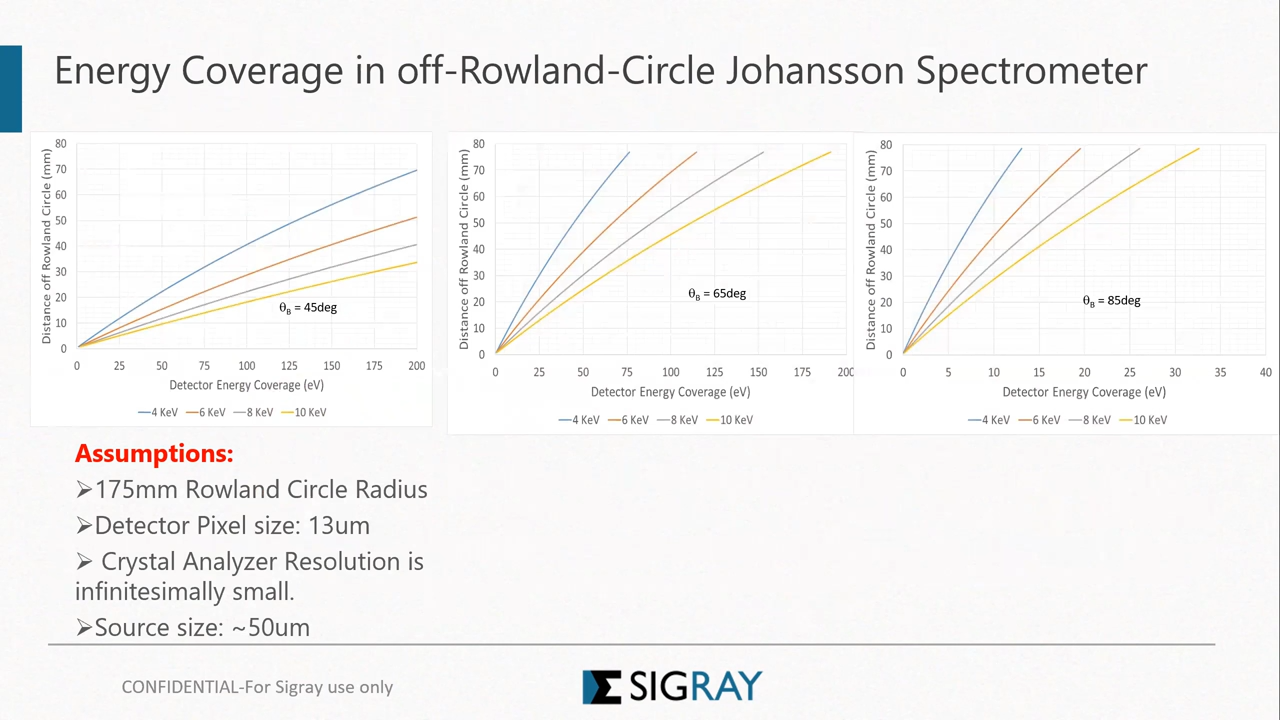 Energy Coverage in off-Rowland-Circle Johansson Spectrometer
Distance off Rowland Circle (mm)
80
70
60
50
40
30
20
10
0
θB = 45deg
0 25 50 75 100 125 150 175 200
Detector Energy Coverage (eV)
4 KeV 6 KeV 8 KeV 10 KeV
Distance off Rowland Circle (mm)
80
70
60
50
40
30
20
10
0
θB = 65deg
0 25 50 75 100 125 150 175 200
Detector Energy Coverage (eV)
4 KeV 6 KeV 8 KeV 10 KeV
Distance off Rowland Circle (mm)
80
70
60
50
40
30
20
10
0
θB = 85deg
0 5 10 15 20 25 30 35 40
Detector Energy Coverage (eV)
4 KeV 6 KeV 8 KeV 10 KeV
Assumptions:
➢175mm Rowland Circle Radius
➢Detector Pixel size: 13um
➢ Crystal Analyzer Resolution is
infinitesimally small.
➢Source size: ~50um
CONFIDENTIAL-For Sigray use only
SIGRAY